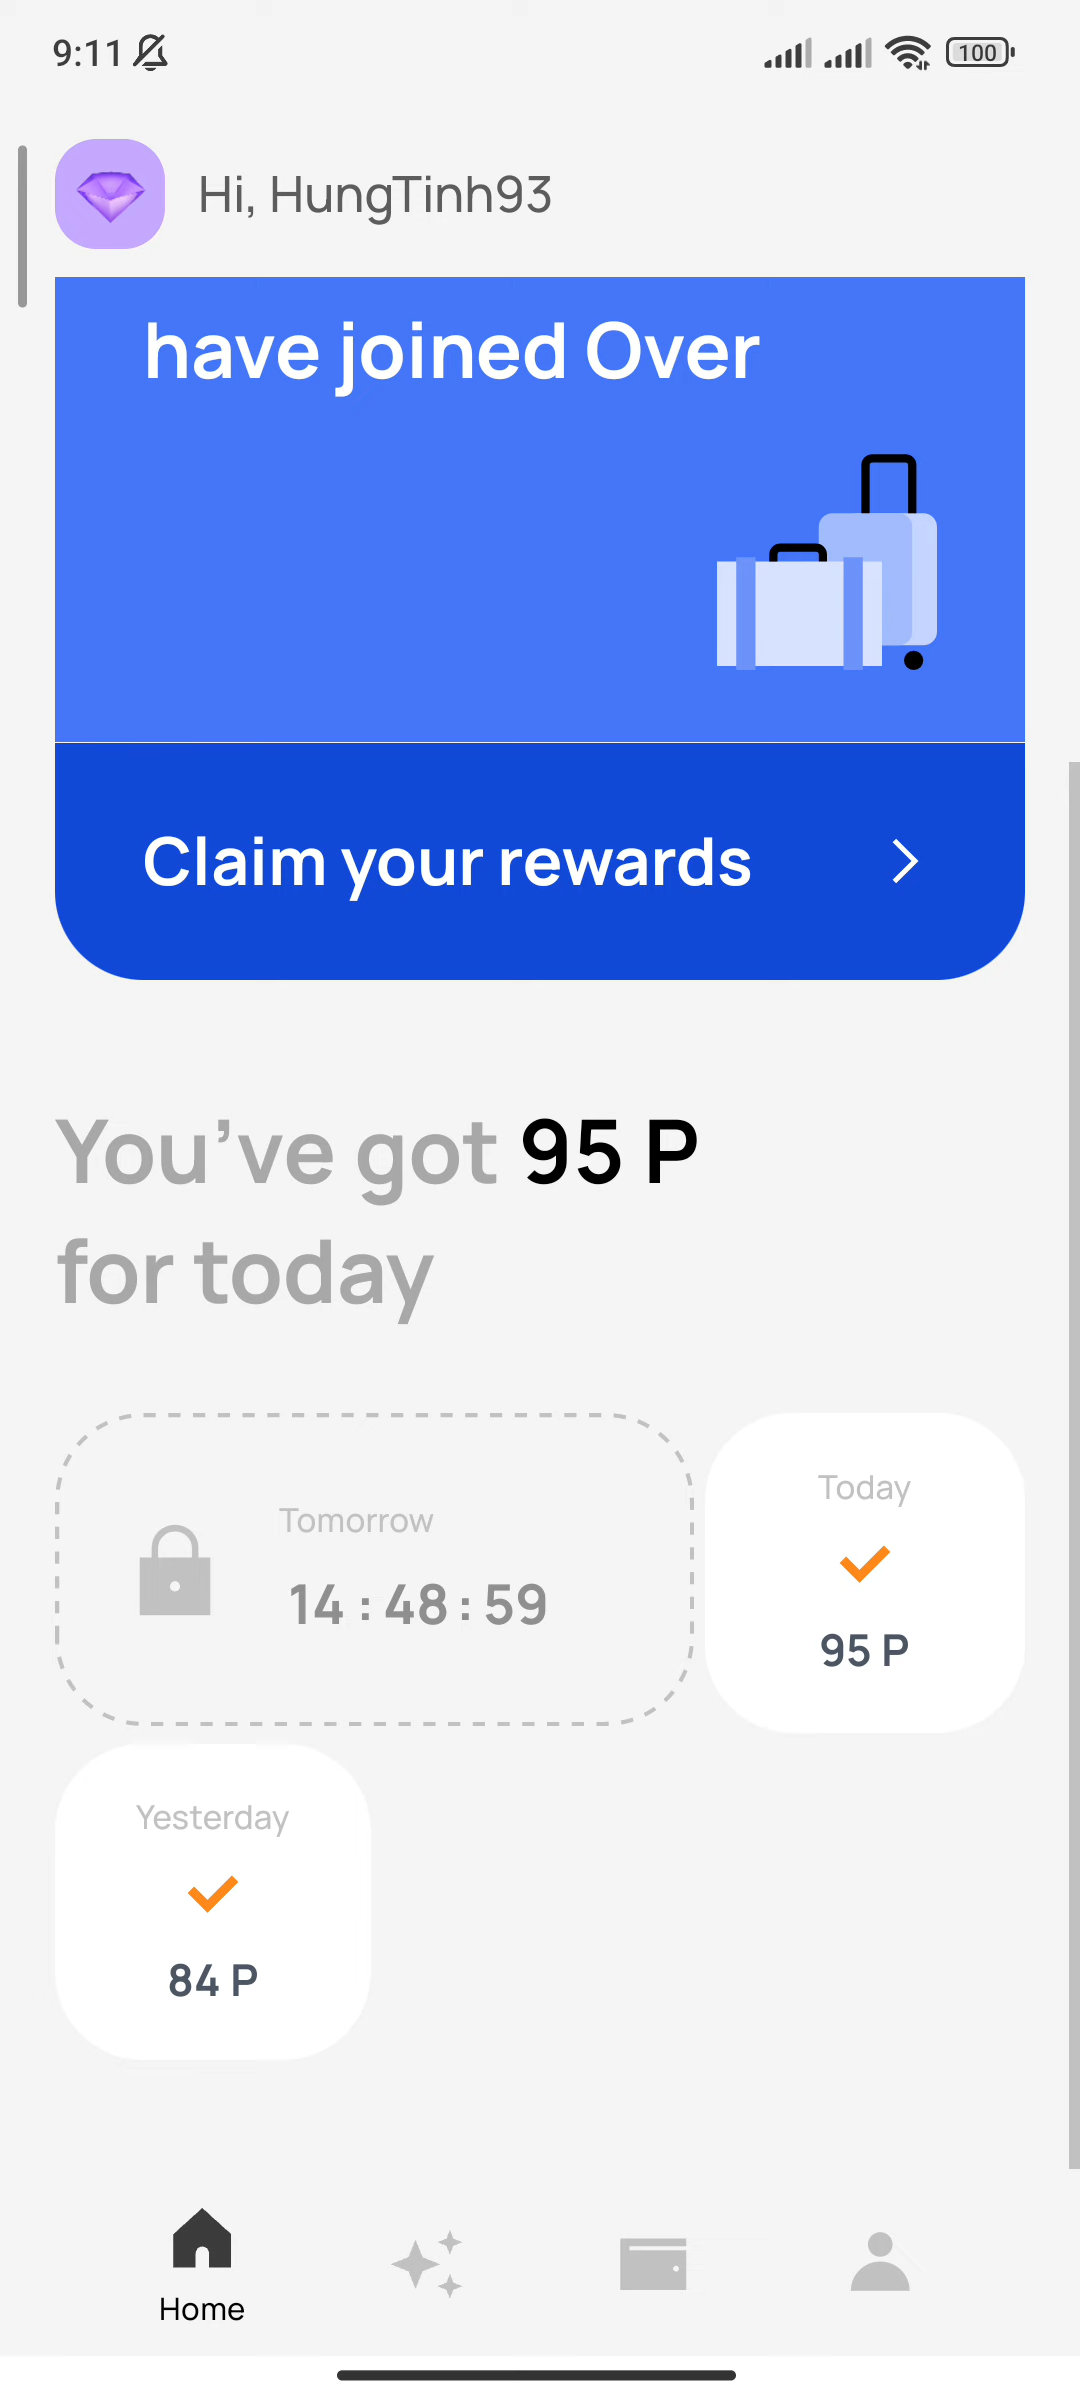 9:11
100
Hi, HungTinh93
have joined Over
Claim your rewards
You've got 95 P
for today
Tomorrow
14 : 48 : 59
Today
95 P
Yesterday
84 P
Home